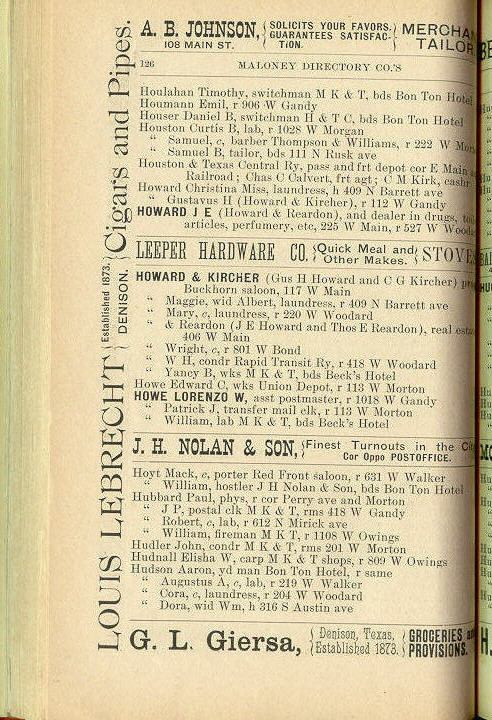 A. B. JOHNSON, { SOLICITS YOUR FAVORS. GUARANTEES SATISFACTION. } MERCHAN TAILOR
108 MAIN ST.
126 MALONEY DIRECTORY CO.'S
Houlahan Timothy, switchman M K & T, bds Bon Ton Hotel
Houmann Emil, r 906 W Gandy
Houser Daniel B, switchman H & T C, bds Bon Ton Hotel
Houston Curtis B, lab, r 1028 W Morgan
“ Samuel, c, barber Thompson & Williams, r 222 W Mor
“ Samuel B, tailor, bds 111 N Rusk ave
Houston & Texas Central Ry, pass and frt depot cor E Main a
Railroad; Chas C Calvert, frt agt; C M Kirk, cashr
Howard Christina Miss, laundress, h 409 N Barrett ave
“ Gustavus H (Howard & Kircher), r 112 W Gandy
HOWARD J E (Howard & Reardon), and dealer in drugs,
articles, perfumery, etc, 225 W Main, r 527 W Wood
LEEPER HARDWARE CO. { Quick Meal and Other Makes. } STOVES
HOWARD & KIRCHER (Gus H Howard and C G Kircher) pr
Buckhorn saloon, 117 W Main
“ Maggie, wid Albert, laundress, r 409 N Barrett ave
“ Mary, c, laundress, r 220 W Woodard
“ & Reardon (J E Howard and Thos E Reardon), real esta
406 W Main
“ Wright, c, r 801 W Bond
“ W H, condr Rapid Transit Ry, r 418 W Woodard
“ Yancy B, wks M K & T, bds Beck's Hotel
Howe Edward C, wks Union Depot, r 113 W Morton
HOWE LORENZO W, asst postmaster, r 1018 W Gandy
“ Patrick J, transfer mail clk, r 113 W Morton
“ William, lab M K & T, bds Beck's Hotel
J. H. NOLAN & SON, { Finest Turnouts in the Cit Cor Oppo POSTOFFICE.
Hoyt Mack, c, porter Red Front saloon, r 631 W Walker
“ William, hostler J H Nolan & Son, bds Bon Ton Hotel
Hubbard Paul, phys, r cor Perry ave and Morton
“ J P, postal clk M K & T, rms 418 W Gandy
“ Robert, c, lab, r 612 N Mirick ave
“ William, fireman M K T, r 1108 W Owings
Hudler John, condr M K & T, rms 201 W Morton
Hudnall Elisha W, carp M K & T shops, r 809 W Owings
Hudson Aaron, yd man Bon Ton Hotel, r same
“ Augustus A, c, lab, r 219 W Walker
“ Cora, c, laundress, r 204 W Woodard
“ Dora, wid Wm, h 316 S Austin ave
G. L. Giersa, { Denison, Texas, Established 1873. } GROCERIES an PROVISIONS.
LOUIS LEBRECHT { Established 1873. DENISON. } Cigars and Pipes.